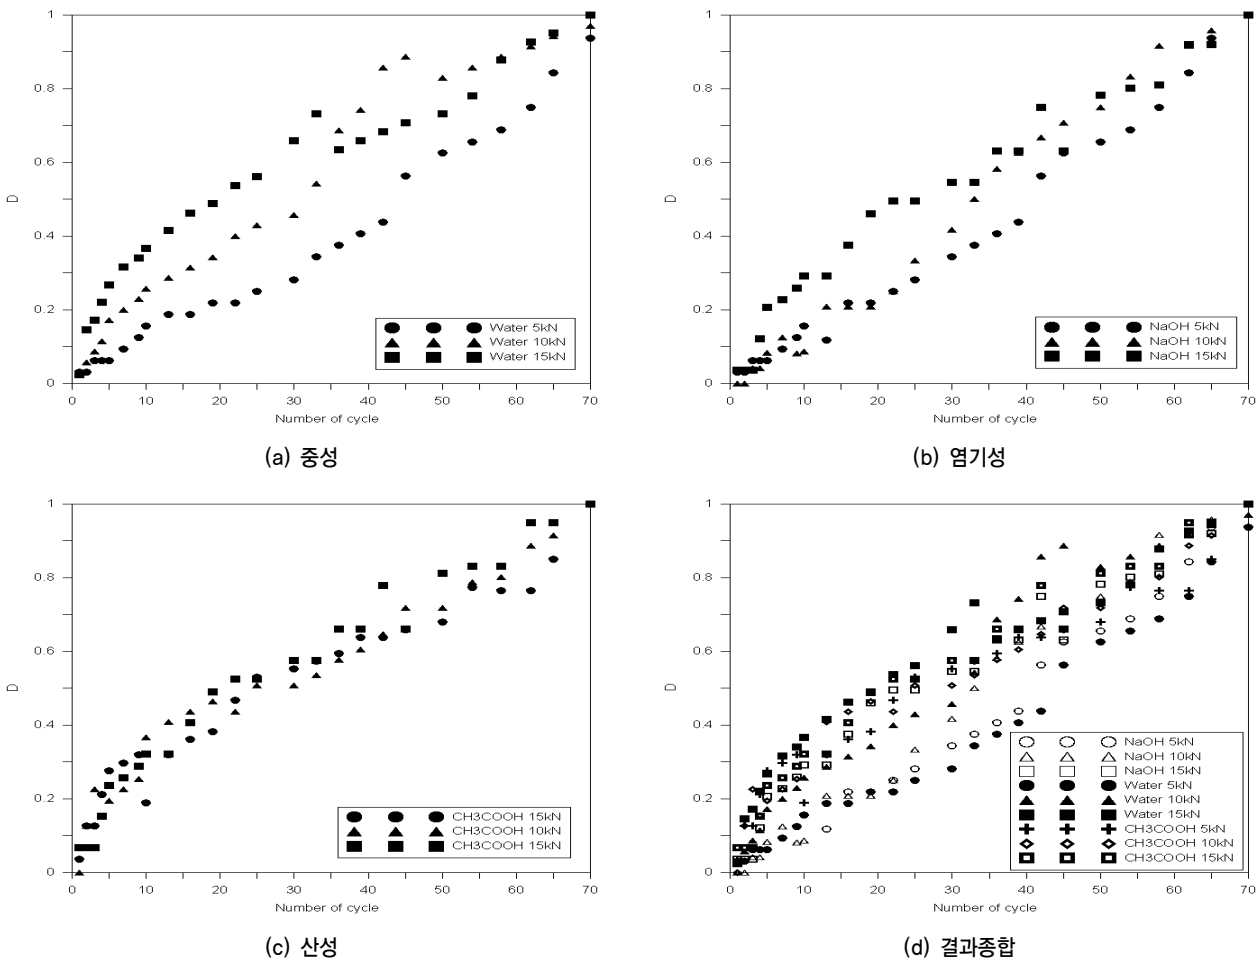 1
0.8
0.6
D
0.4
0.2
0
Water 5kN
Water 10kN
Water 15kN
0 10 20 30 40 50 60 70
Number of cycle
(a) 중성
1
0.8
0.6
D
0.4
0.2
0
NaOH 5kN
NaOH 10kN
NaOH 15kN
0 10 20 30 40 50 60 70
Number of cycle
(b) 염기성
1
0.8
0.6
D
0.4
0.2
0
CH3COOH 15kN
CH3COOH 10kN
CH3COOH 15kN
0 10 20 30 40 50 60 70
Number of cycle
(c) 산성
1
0.8
0.6
D
0.4
0.2
0
NaOH 5kN
NaOH 10kN
NaOH 15kN
Water 5kN
Water 10kN
Water 15kN
CH3COOH 5kN
CH3COOH 10kN
CH3COOH 15kN
0 10 20 30 40 50 60 70
Number of cycle
(d) 결과종합